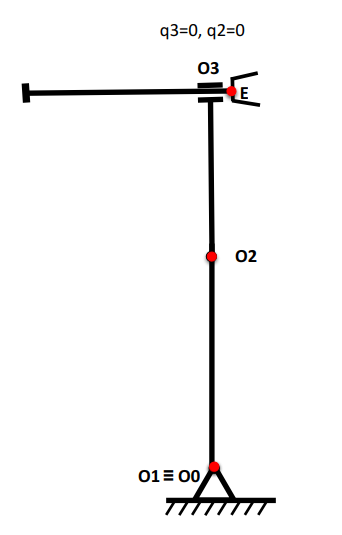 q3=0, q2=0
O3
E
O2
O1 ≡ O0